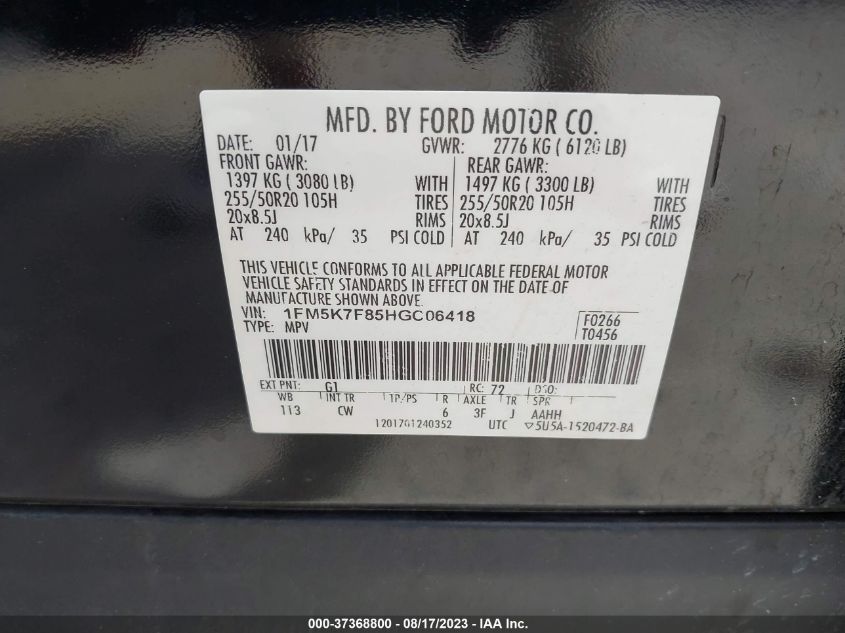 MFD. BY FORD MOTOR CO.
DATE: 01/17 GVWR: 2776 KG ( 6120 LB)
FRONT GAWR: REAR GAWR:
1397 KG ( 3080 LB) WITH 1497 KG ( 3300 LB) WITH
255/50R20 105H TIRES 255/50R20 105H TIRES
20x8.5J RIMS 20x8.5J RIMS
AT 240 kPa/ 35 PSI COLD AT 240 kPa/ 35 PSI COLD
THIS VEHICLE CONFORMS TO ALL APPLICABLE FEDERAL MOTOR
VEHICLE SAFETY STANDARDS IN EFFECT ON THE DATE OF
MANUFACTURE SHOWN ABOVE.
VIN: 1FM5K7F85HGC06418 F0266
TYPE: MPV T0456
EXT PNT: G1 RC: 72 DSO:
WB INT TR TP/PS R AXLE TR SPR
113 CW 6 3F J AAHH
1201701240352 UTC ▽5U5A-1520472-BA
000-37368800 - 08/17/2023 - IAA Inc.